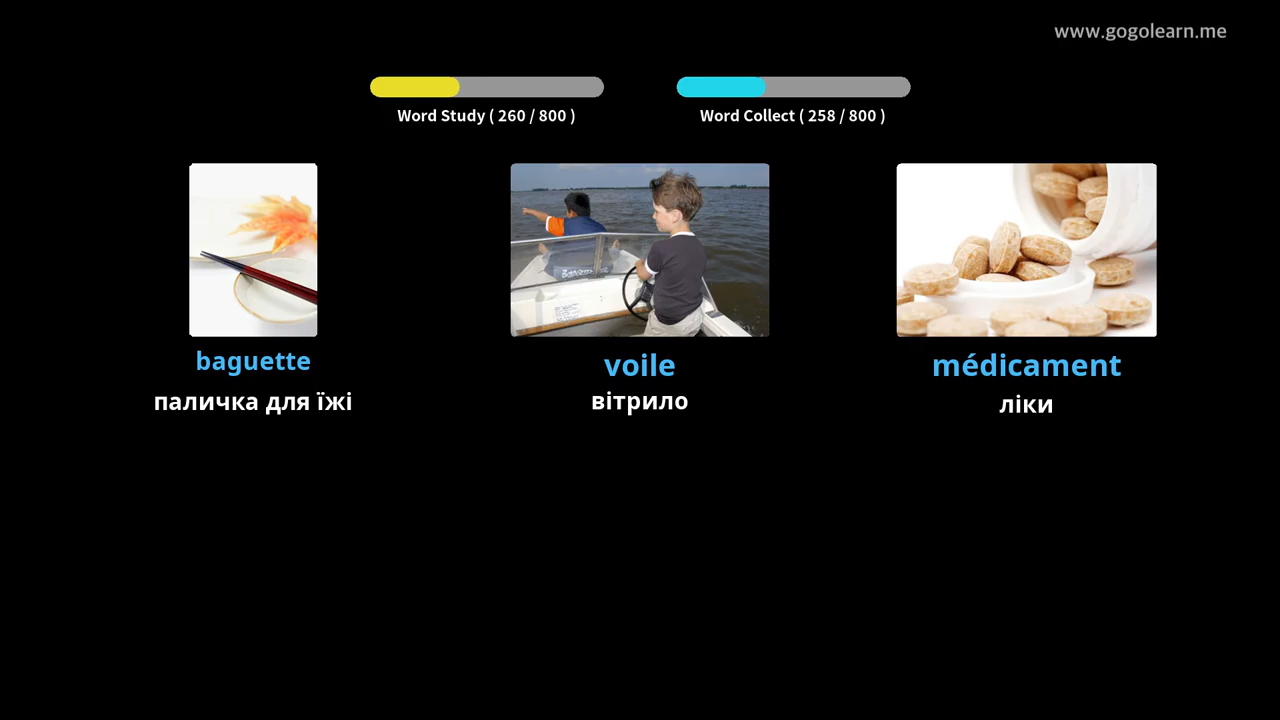 www.gogolearn.me
Word Study ( 260 / 800 )
Word Collect ( 258 / 800 )
baguette
voile
médicament
паличка для їжі
вітрило
ліки